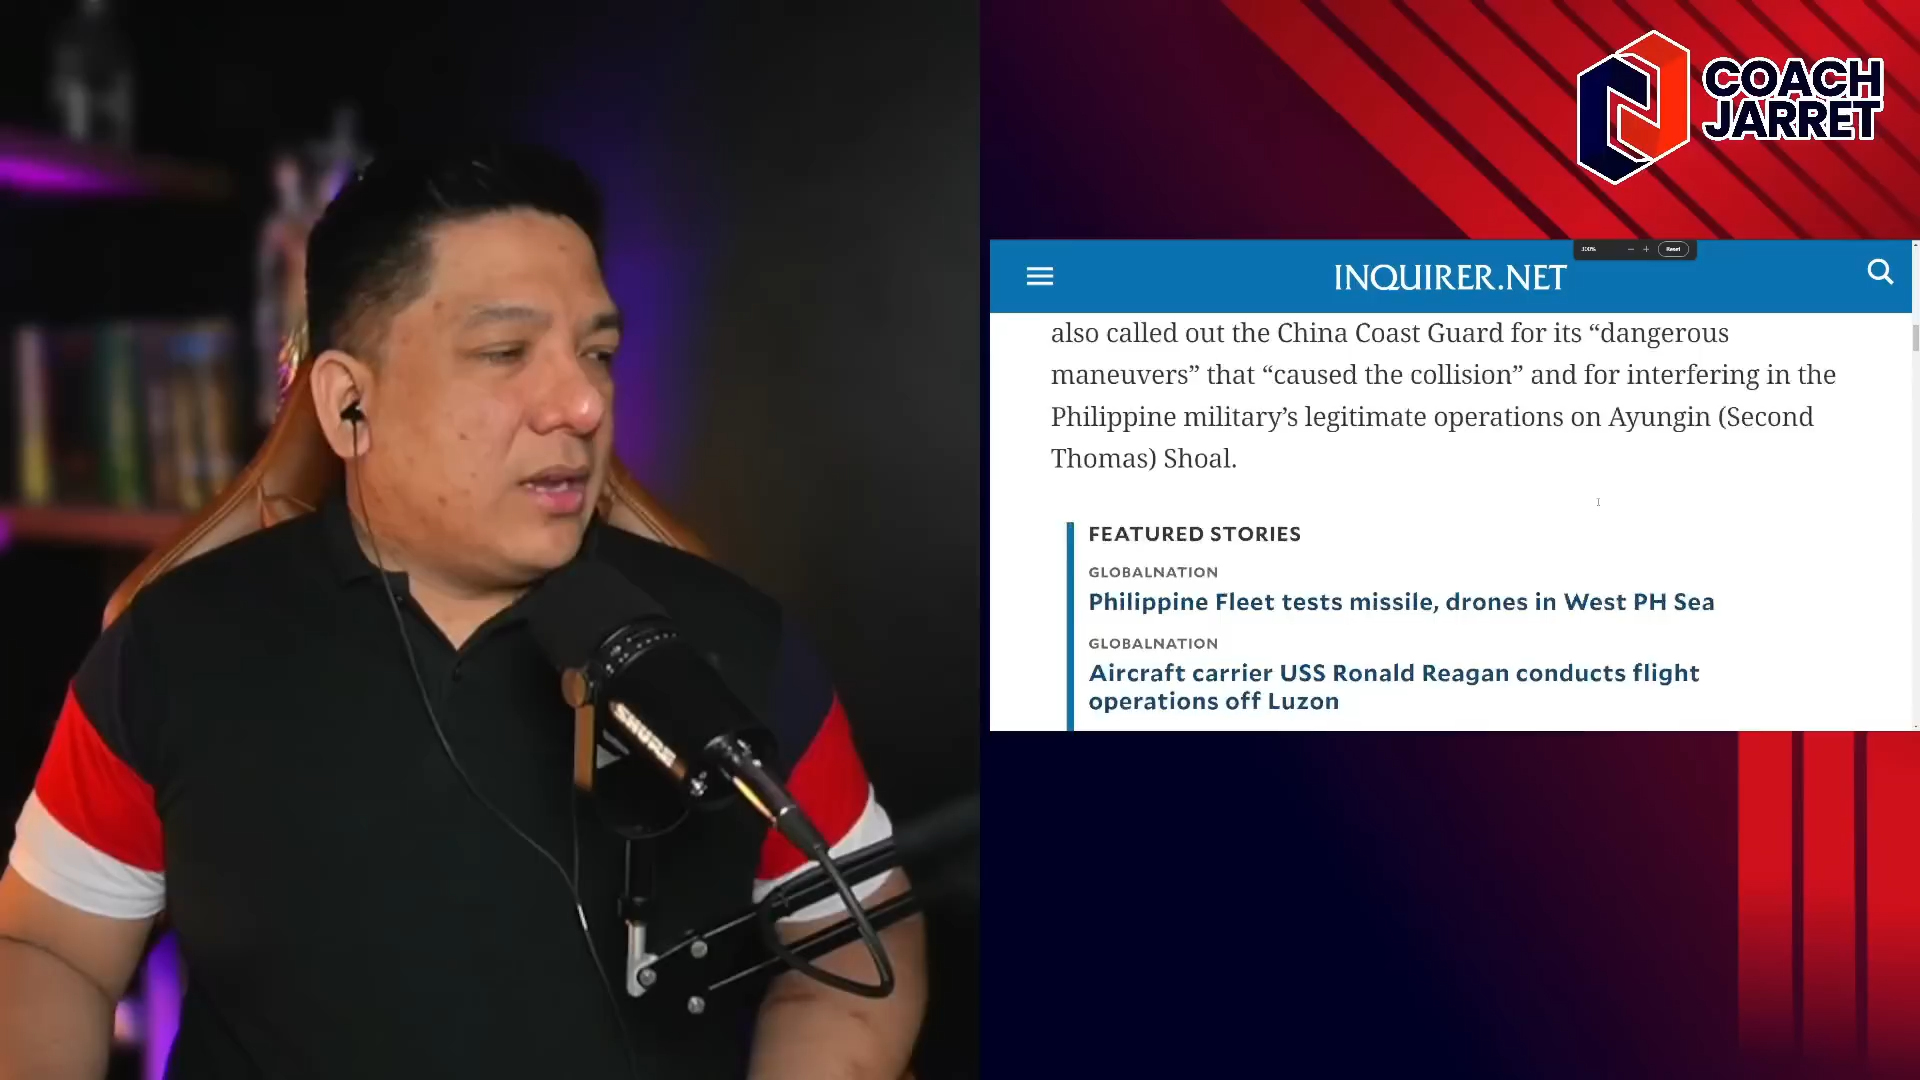 COACH
JARRET
300%
Reset
INQUIRER.NET
also called out the China Coast Guard for its “dangerous
maneuvers” that “caused the collision” and for interfering in the
Philippine military’s legitimate operations on Ayungin (Second
Thomas) Shoal.
FEATURED STORIES
GLOBALNATION
Philippine Fleet tests missile, drones in West PH Sea
GLOBALNATION
Aircraft carrier USS Ronald Reagan conducts flight
operations off Luzon
SHURE